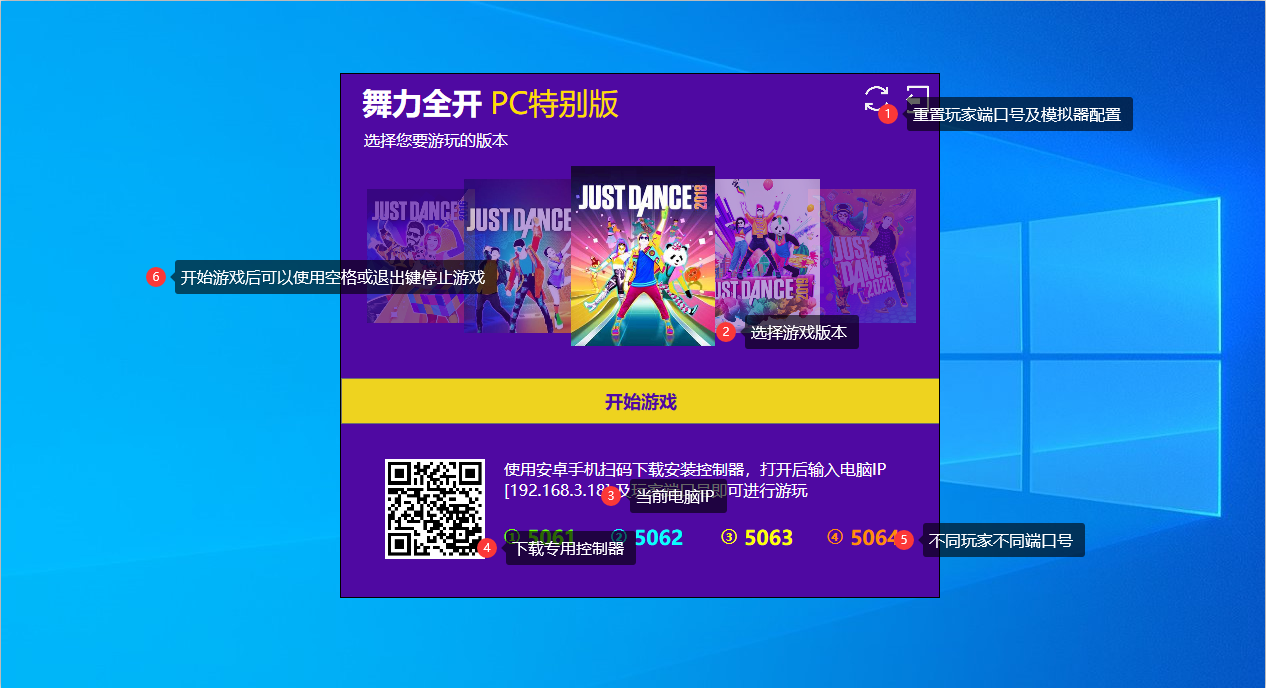 舞力全开 PC特别版
① 重置玩家端口号及模拟器配置
选择您要游玩的版本
JUST DANCE
JUST DANCE
JUST DANCE 2018
JUST DANCE 2019
JUST DANCE 2020
⑥ 开始游戏后可以使用空格或退出键停止游戏
② 选择游戏版本
开始游戏
使用安卓手机扫码下载安装控制器，打开后输入电脑IP
[192.168.3.18]及玩家端口号即可进行游玩
③ 当前电脑IP
① 5061 ② 5062 ③ 5063 ④ 5064
⑤ 不同玩家不同端口号
④ 下载专用控制器